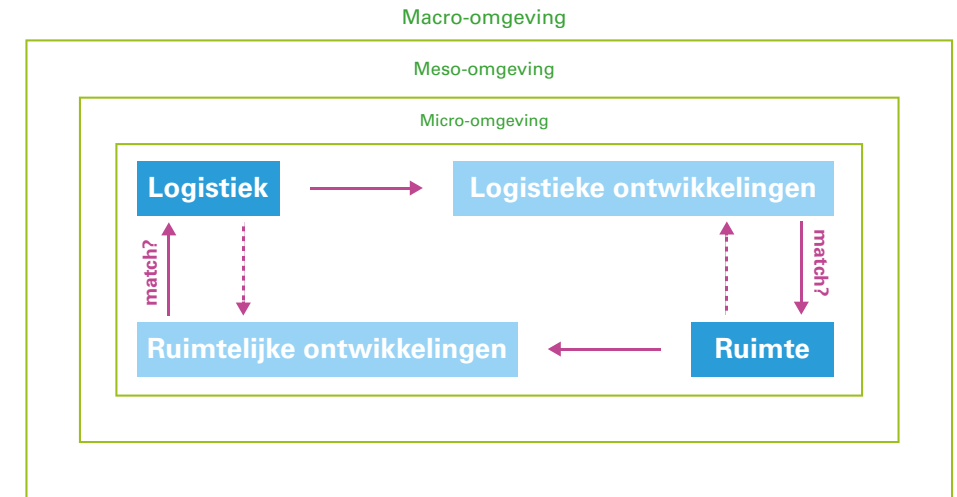 Macro-omgeving
Meso-omgeving
Micro-omgeving
Logistiek
Logistieke ontwikkelingen
match?
match?
Ruimtelijke ontwikkelingen
Ruimte